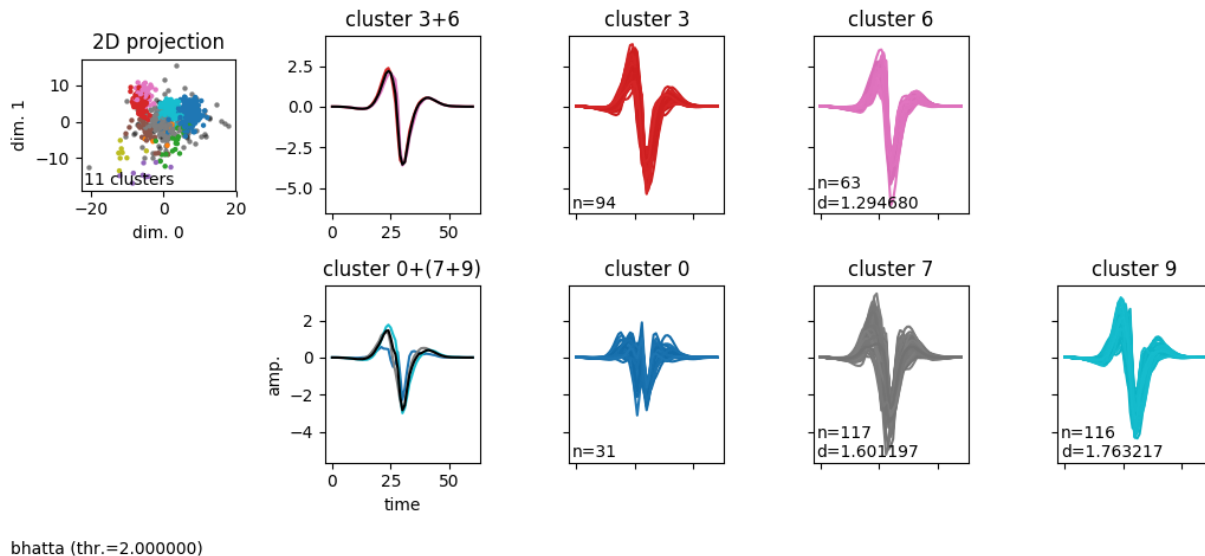 2D projection
dim. 1
10
0
−10
11 clusters
−20
0
20
dim. 0
cluster 3+6
2.5
0.0
−2.5
−5.0
0
50
cluster 3
n=94
cluster 6
n=63
d=1.294680
cluster 0+(7+9)
amp.
2
0
−2
−4
0
25
50
time
cluster 0
n=31
cluster 7
n=117
d=1.601197
cluster 9
n=116
d=1.763217
bhatta (thr.=2.000000)